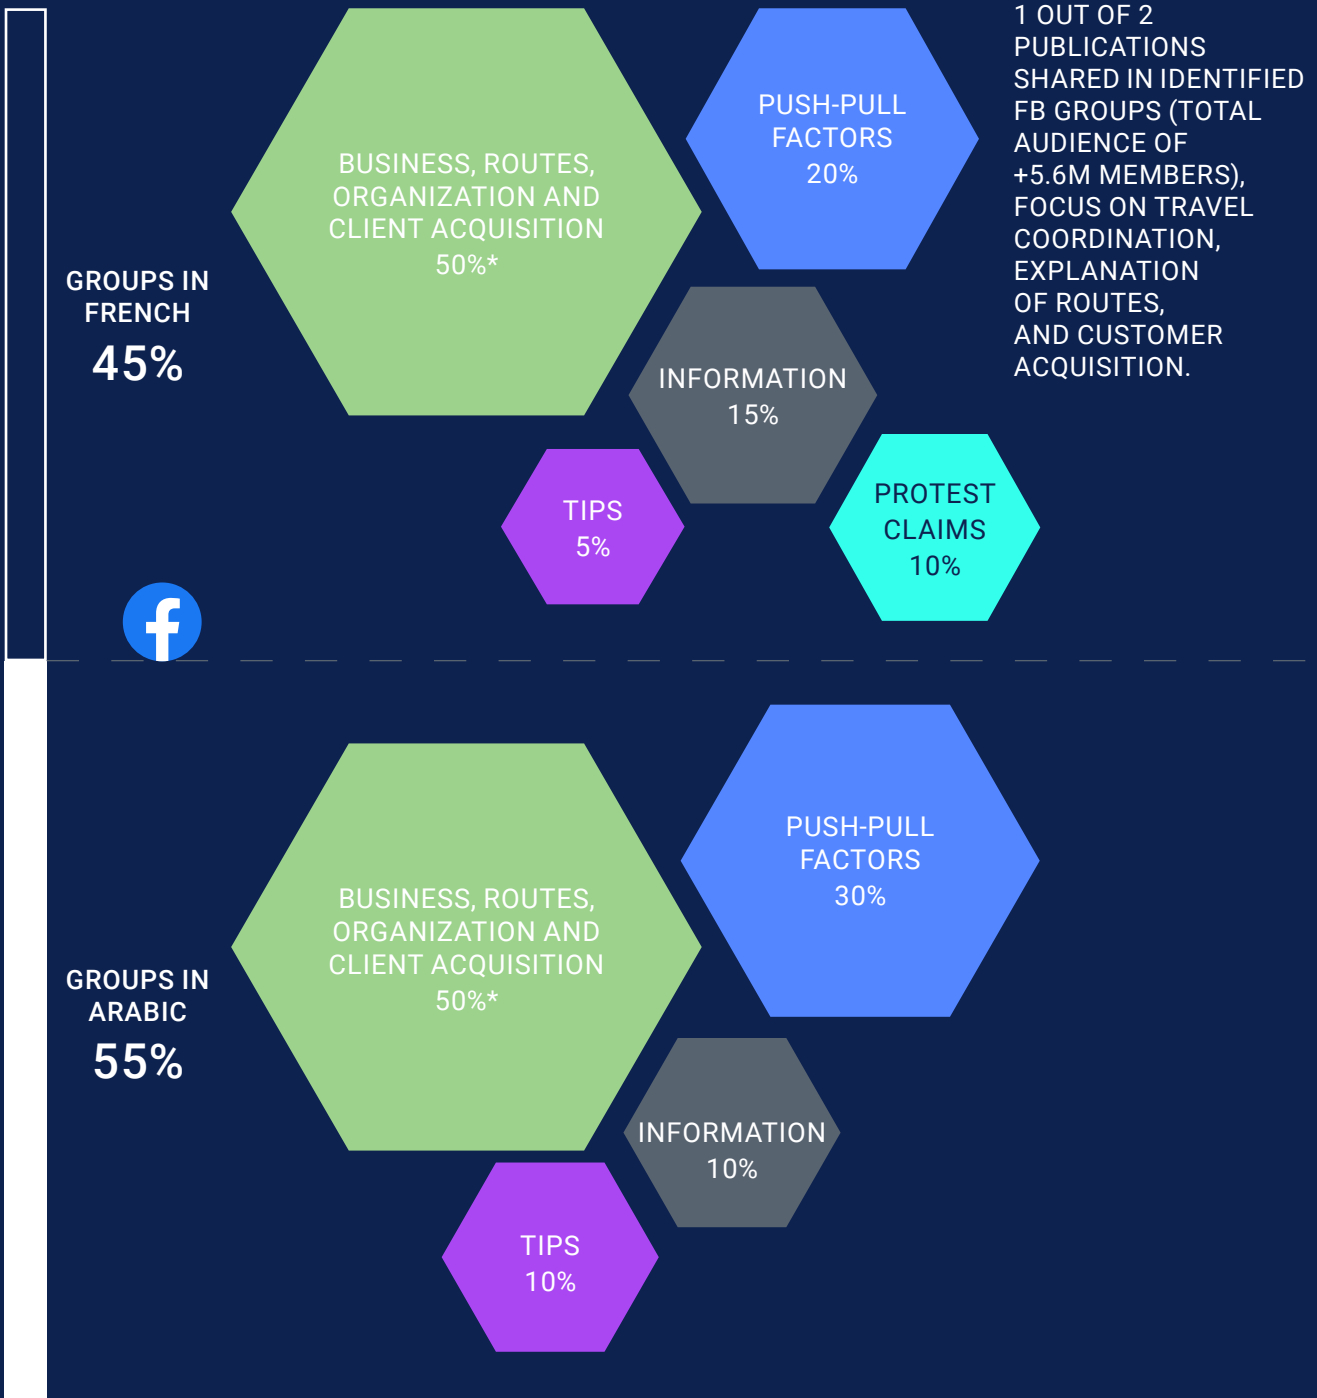 1 OUT OF 2
PUBLICATIONS
SHARED IN IDENTIFIED
FB GROUPS (TOTAL
AUDIENCE OF
+5.6M MEMBERS),
FOCUS ON TRAVEL
COORDINATION,
EXPLANATION
OF ROUTES,
AND CUSTOMER
ACQUISITION.
GROUPS IN
FRENCH
45%
BUSINESS, ROUTES,
ORGANIZATION AND
CLIENT ACQUISITION
50%*
PUSH-PULL
FACTORS
20%
INFORMATION
15%
TIPS
5%
PROTEST
CLAIMS
10%
GROUPS IN
ARABIC
55%
BUSINESS, ROUTES,
ORGANIZATION AND
CLIENT ACQUISITION
50%*
PUSH-PULL
FACTORS
30%
INFORMATION
10%
TIPS
10%